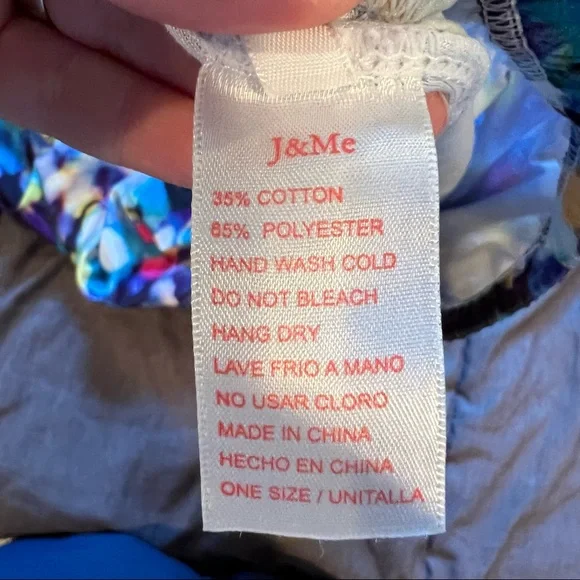 J&Me
35% COTTON
65% POLYESTER
HAND WASH COLD
DO NOT BLEACH
HANG DRY
LAVE FRIO A MANO
NO USAR CLORO
MADE IN CHINA
HECHO EN CHINA
ONE SIZE / UNITALLA